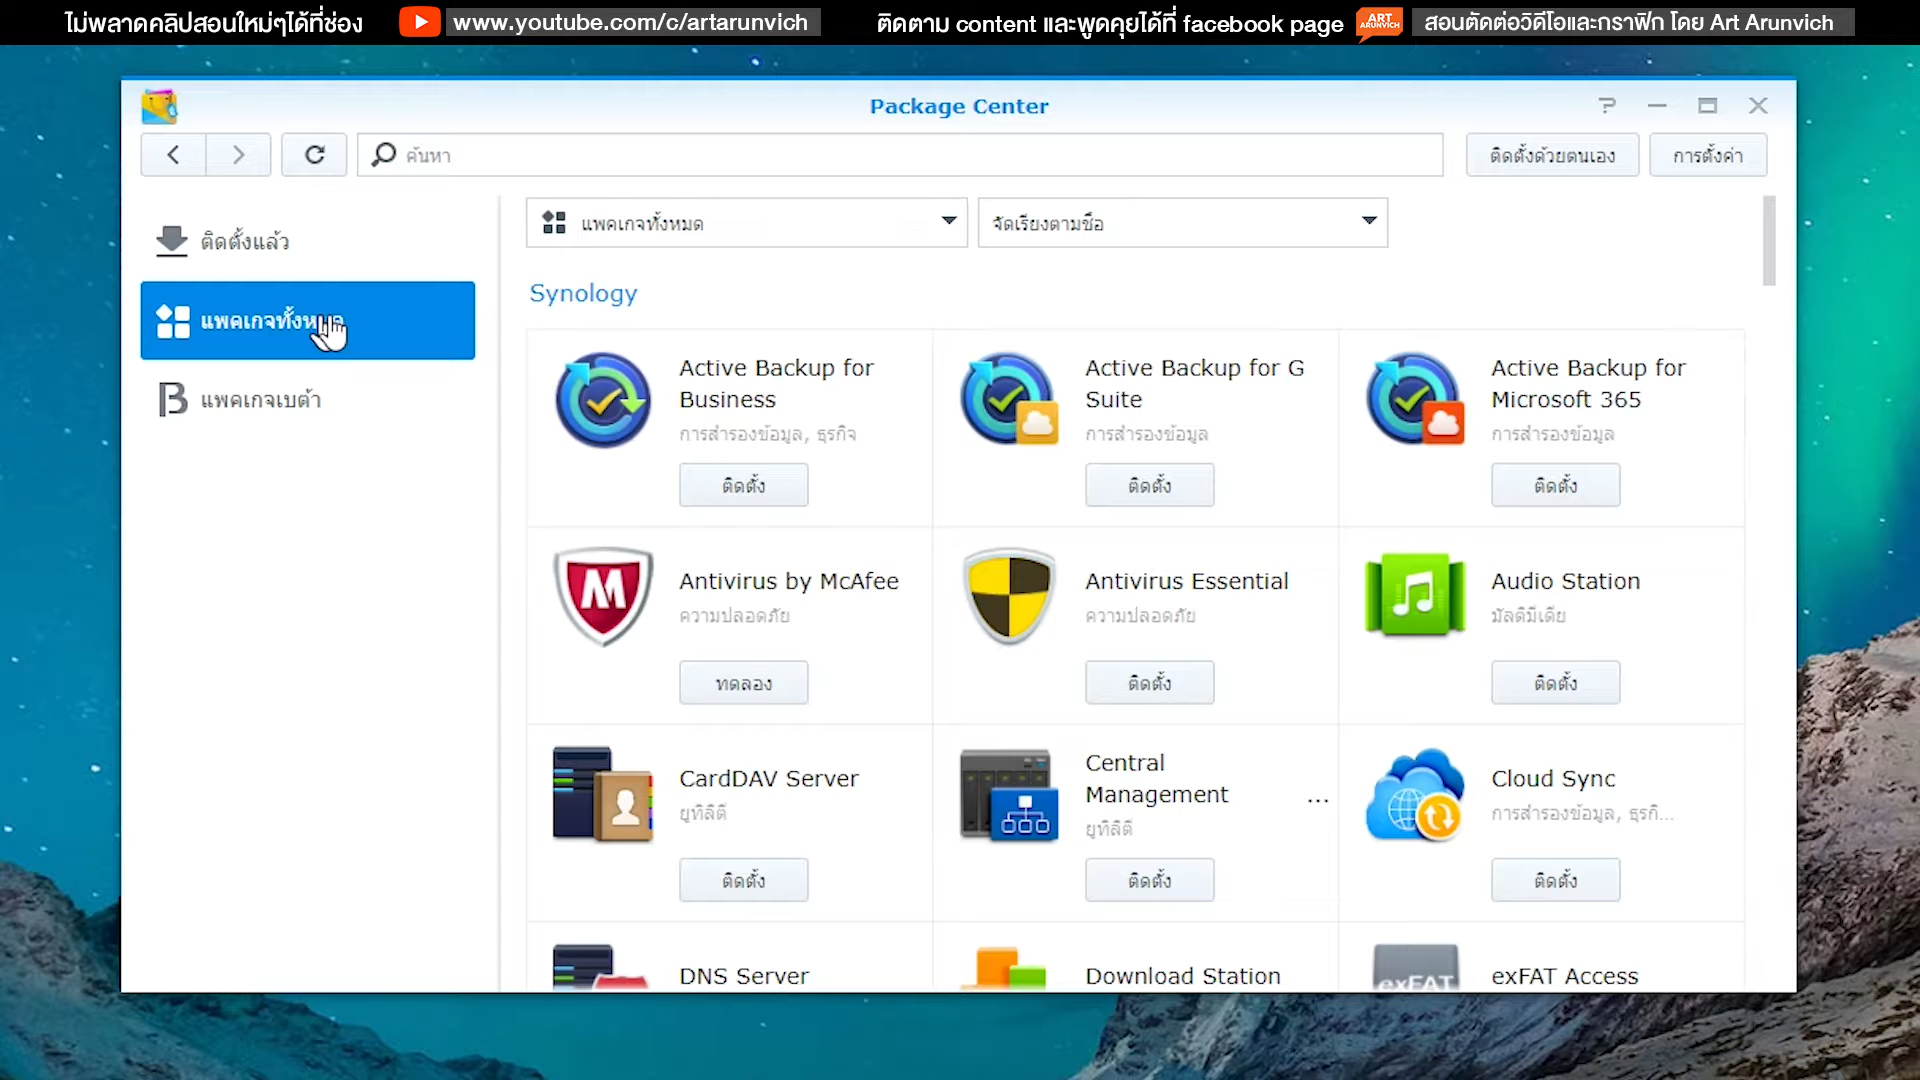 ไม่พลาดคลิปสอนใหม่ๆได้ที่ช่อง www.youtube.com/c/artarunvich ติดตาม content และพูดคุยได้ที่ facebook page ART ARUNVICH สอนตัดต่อวิดีโอและกราฟิก โดย Art Arunvich
Package Center
ค้นหา ติดตั้งด้วยตนเอง การตั้งค่า
ติดตั้งแล้ว
แพคเกจเบต้า
แพคเกจทั้งหมด จัดเรียงตามชื่อ
Synology
Active Backup for Business
การสำรองข้อมูล, ธุรกิจ
ติดตั้ง
Active Backup for G Suite
การสำรองข้อมูล
ติดตั้ง
Active Backup for Microsoft 365
การสำรองข้อมูล
ติดตั้ง
Antivirus by McAfee
ความปลอดภัย
ทดลอง
Antivirus Essential
ความปลอดภัย
ติดตั้ง
Audio Station
มัลติมีเดีย
ติดตั้ง
CardDAV Server
ยูทิลิตี
ติดตั้ง
Central Management ...
ยูทิลิตี
ติดตั้ง
Cloud Sync
การสำรองข้อมูล, ธุรกิ...
ติดตั้ง
DNS Server
Download Station
exFAT
exFAT Access